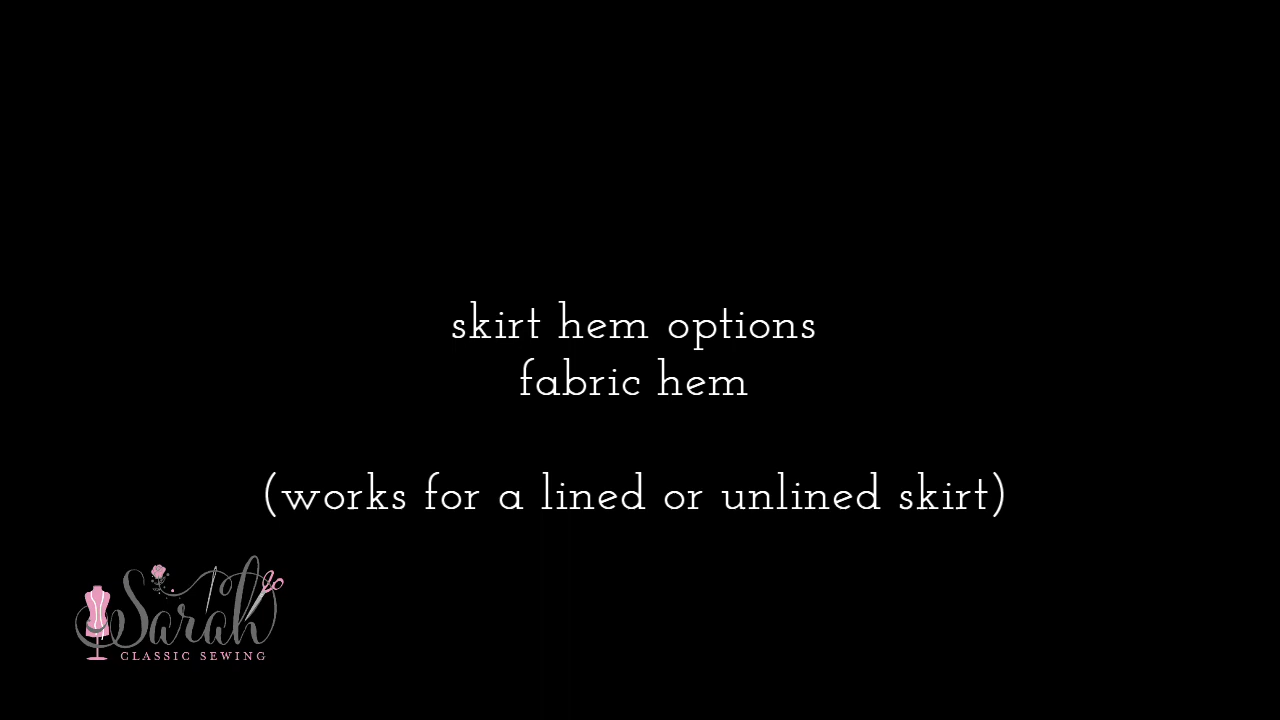 skirt hem options
fabric hem
(works for a lined or unlined skirt)
Sarah
CLASSIC SEWING